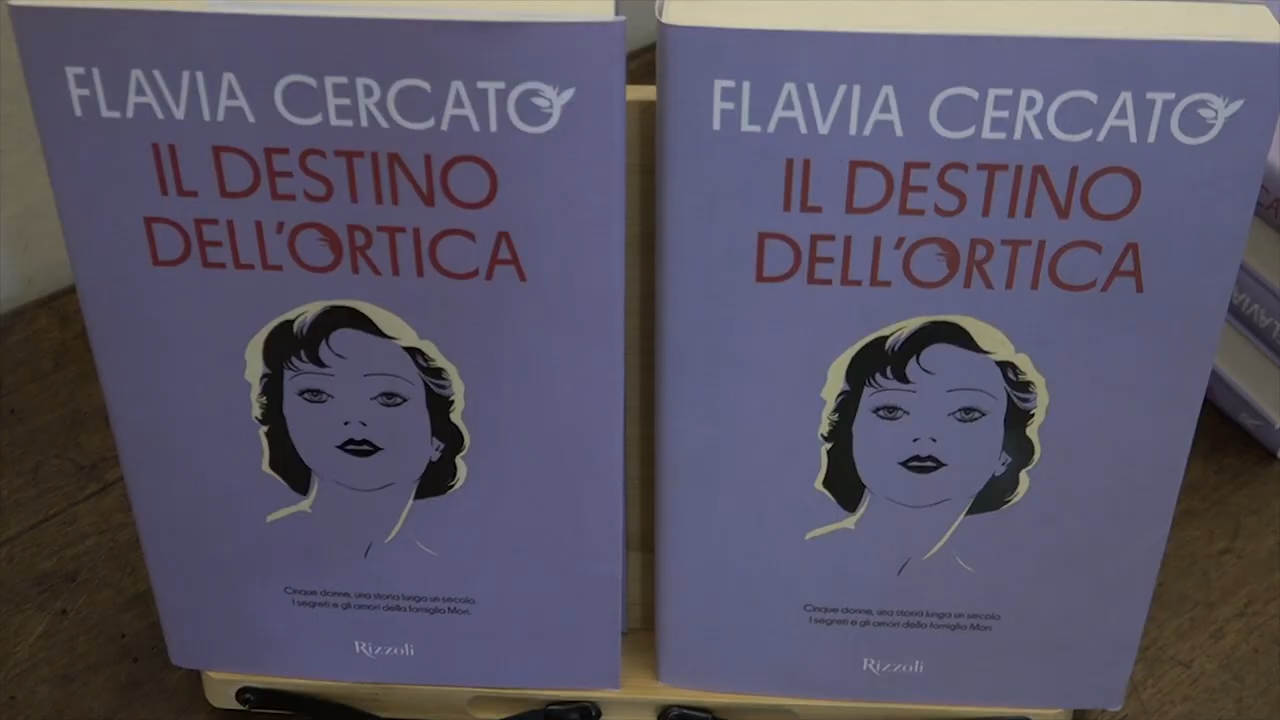 FLAVIA CERCATO
IL DESTINO
DELL'ORTICA
Cinque donne, una storia lunga un secolo.
I segreti e gli amori della famiglia Mori.
Rizzoli
FLAVIA CERCATO
IL DESTINO
DELL'ORTICA
Cinque donne, una storia lunga un secolo.
I segreti e gli amori della famiglia Mori.
Rizzoli
FLAVIA